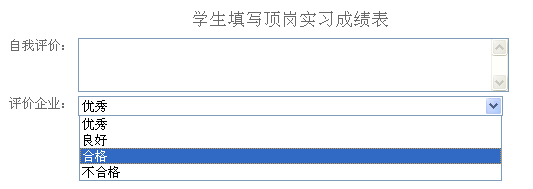 学生填写顶岗实习成绩表
自我评价：
评价企业： 优秀
优秀
良好
合格
不合格